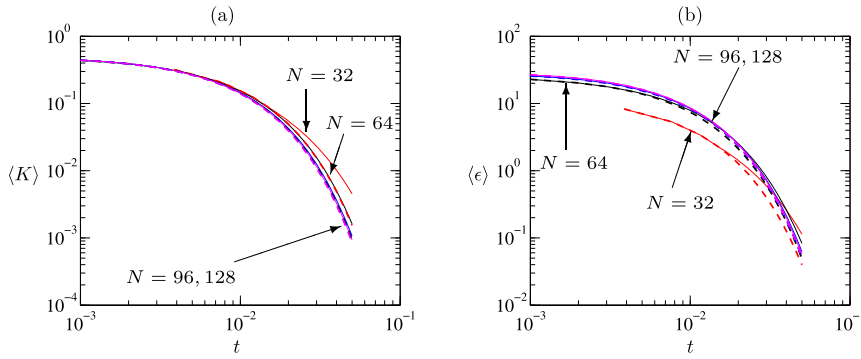 (a)
10^0
10^-1
10^-2
10^-3
10^-4
⟨K⟩
N = 32
N = 64
N = 96, 128
10^-3
10^-2
10^-1
t
(b)
10^2
10^1
10^0
10^-1
10^-2
⟨ϵ⟩
N = 96, 128
N = 64
N = 32
10^-3
10^-2
10^-1
t